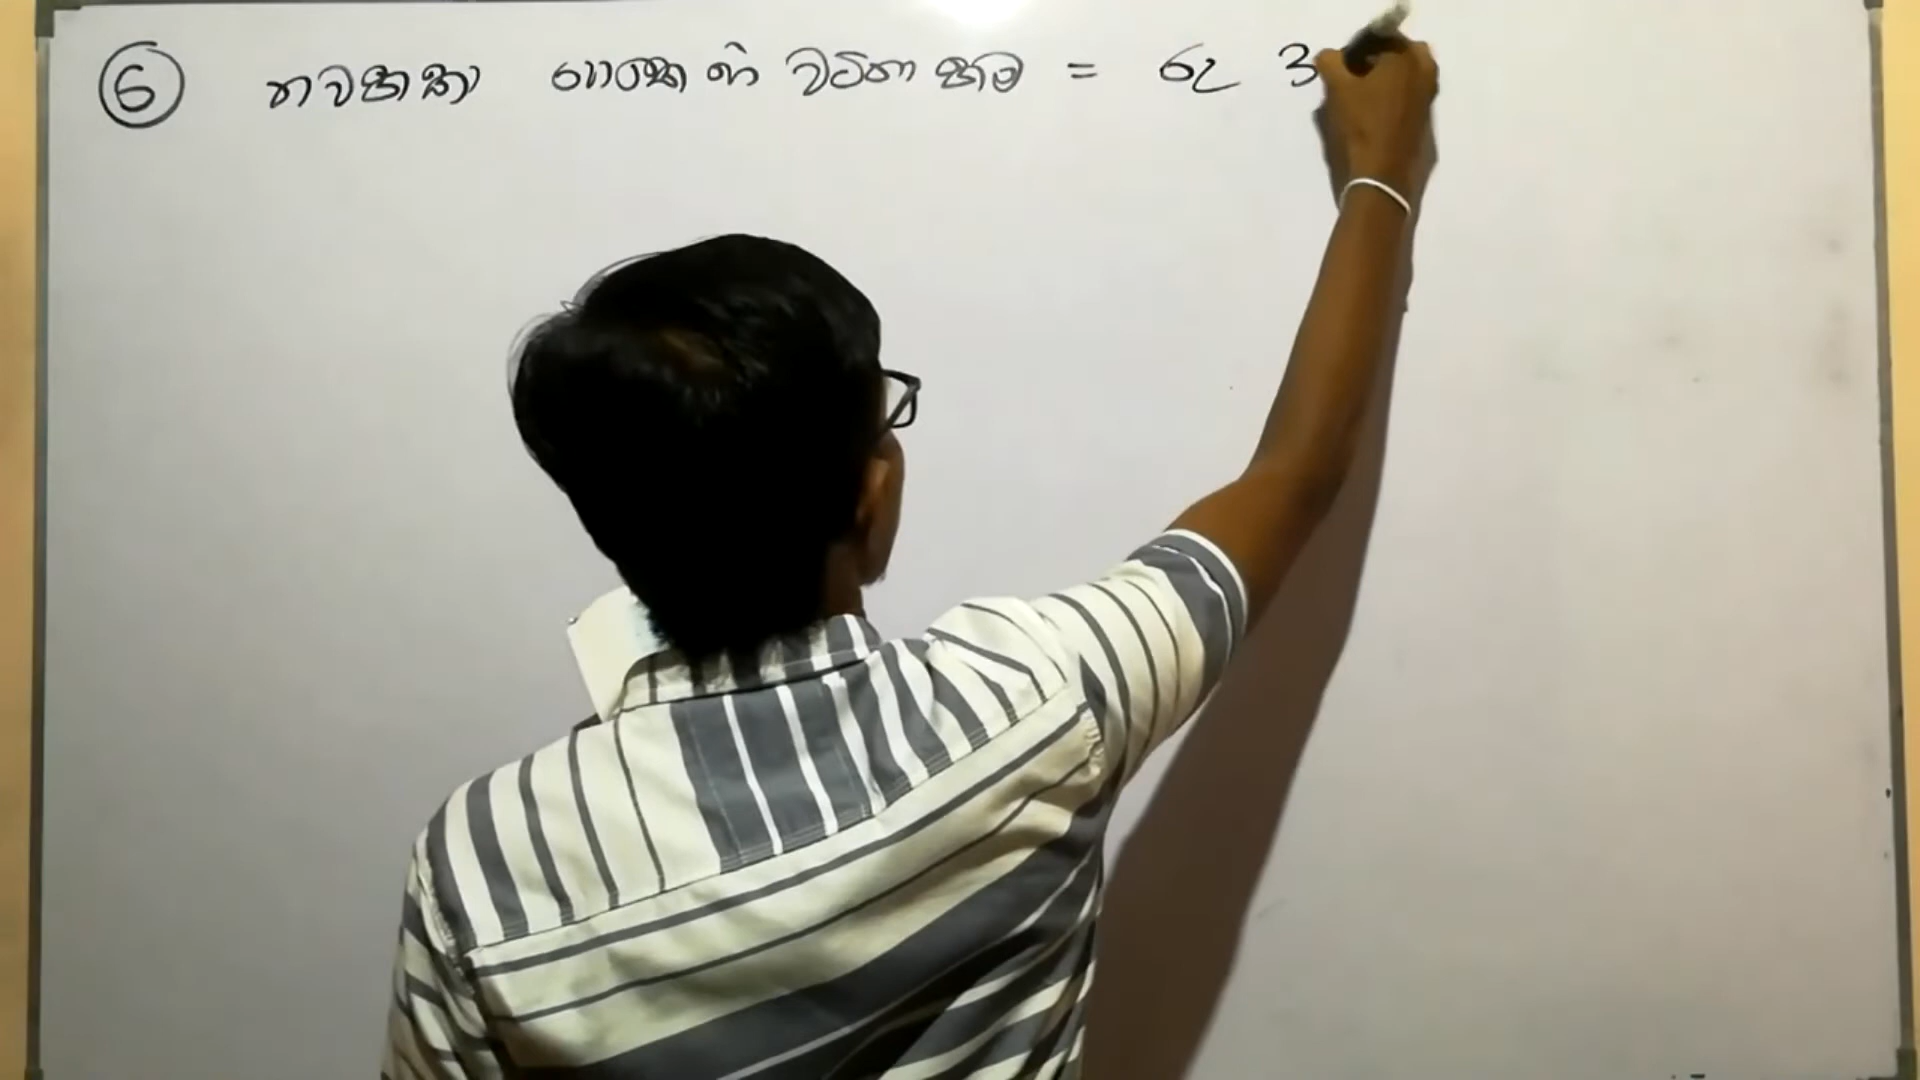 ⑥ නවකතා පොතේ වටිනාකම = රු 3